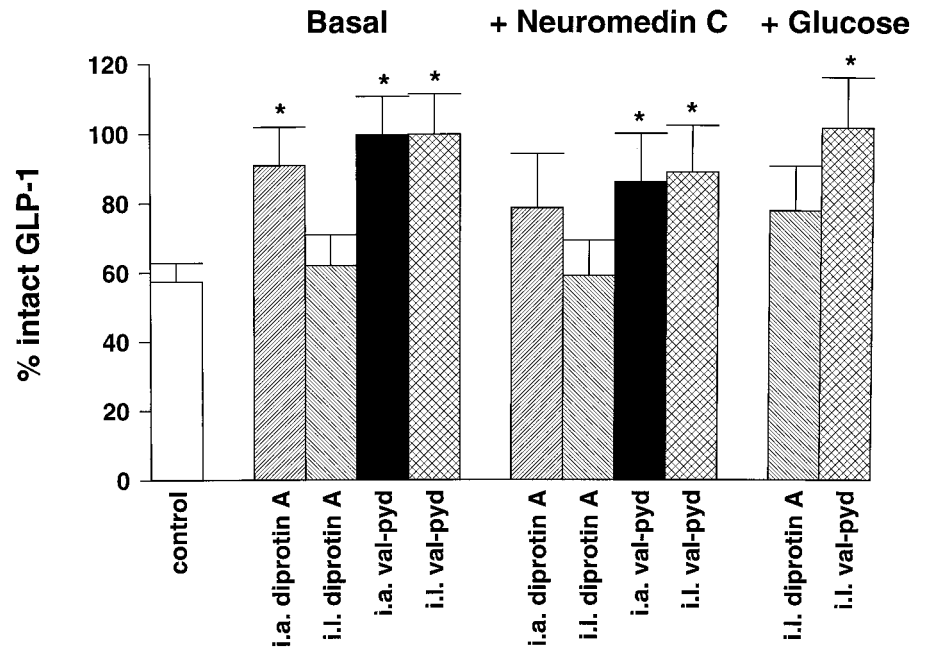 Basal
+ Neuromedin C
+ Glucose
% intact GLP-1
120
100
80
60
40
20
0
*
*
*
*
*
*
control
i.a. diprotin A
i.l. diprotin A
i.a. val-pyd
i.l. val-pyd
i.a. diprotin A
i.l. diprotin A
i.a. val-pyd
i.l. val-pyd
i.l. diprotin A
i.l. val-pyd